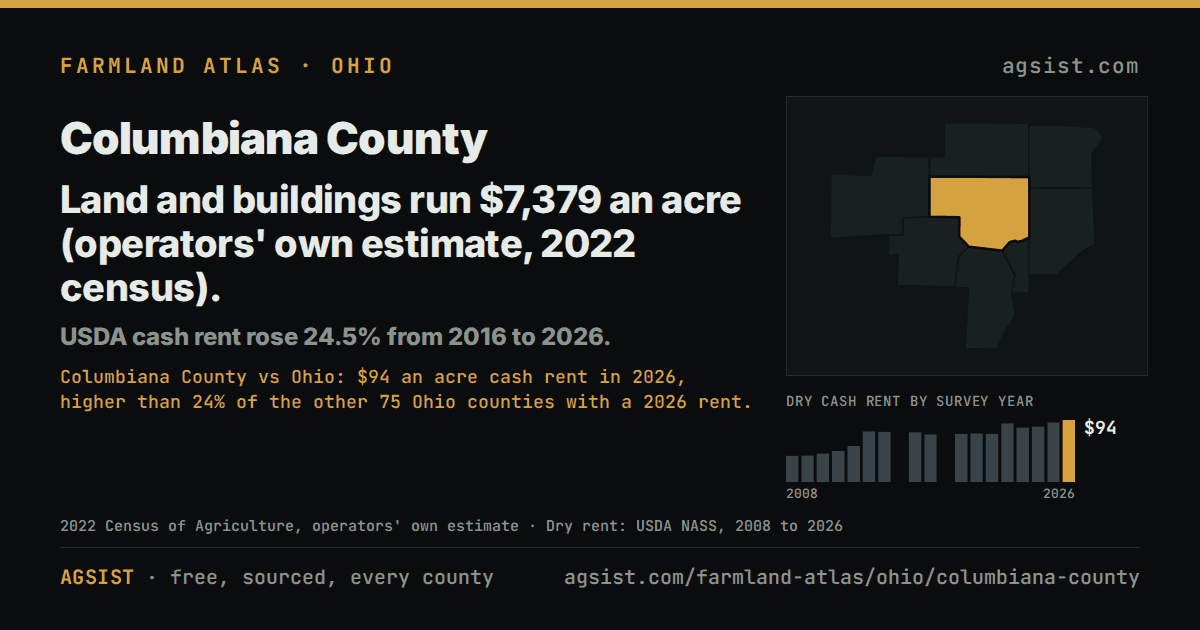 FARMLAND ATLAS · OHIO
agsist.com
Columbiana County
Land and buildings run $7,379 an acre
(operators' own estimate, 2022
census).
USDA cash rent rose 24.5% from 2016 to 2026.
Columbiana County vs Ohio: $94 an acre cash rent in 2026,
higher than 24% of the other 75 Ohio counties with a 2026 rent.
DRY CASH RENT BY SURVEY YEAR
$94
2008
2026
2022 Census of Agriculture, operators' own estimate · Dry rent: USDA NASS, 2008 to 2026
AGSIST · free, sourced, every county
agsist.com/farmland-atlas/ohio/columbiana-county